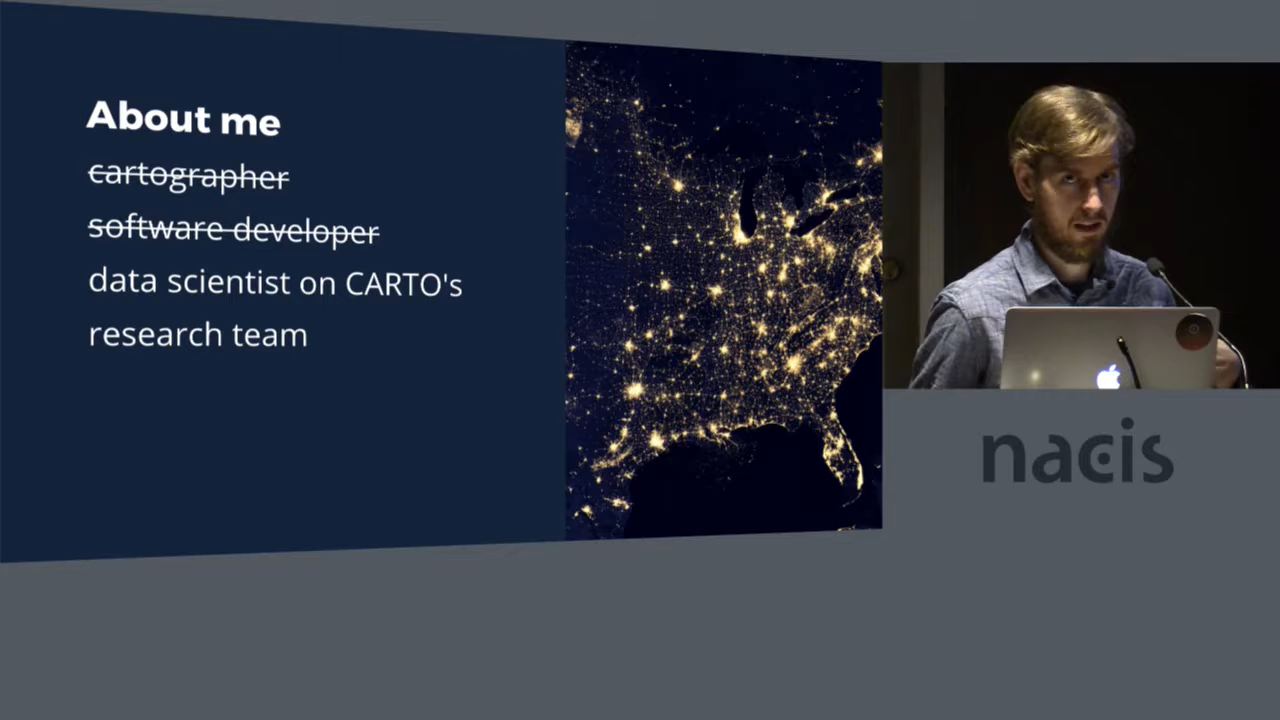 About me
cartographer
software developer
data scientist on CARTO's
research team
nacis